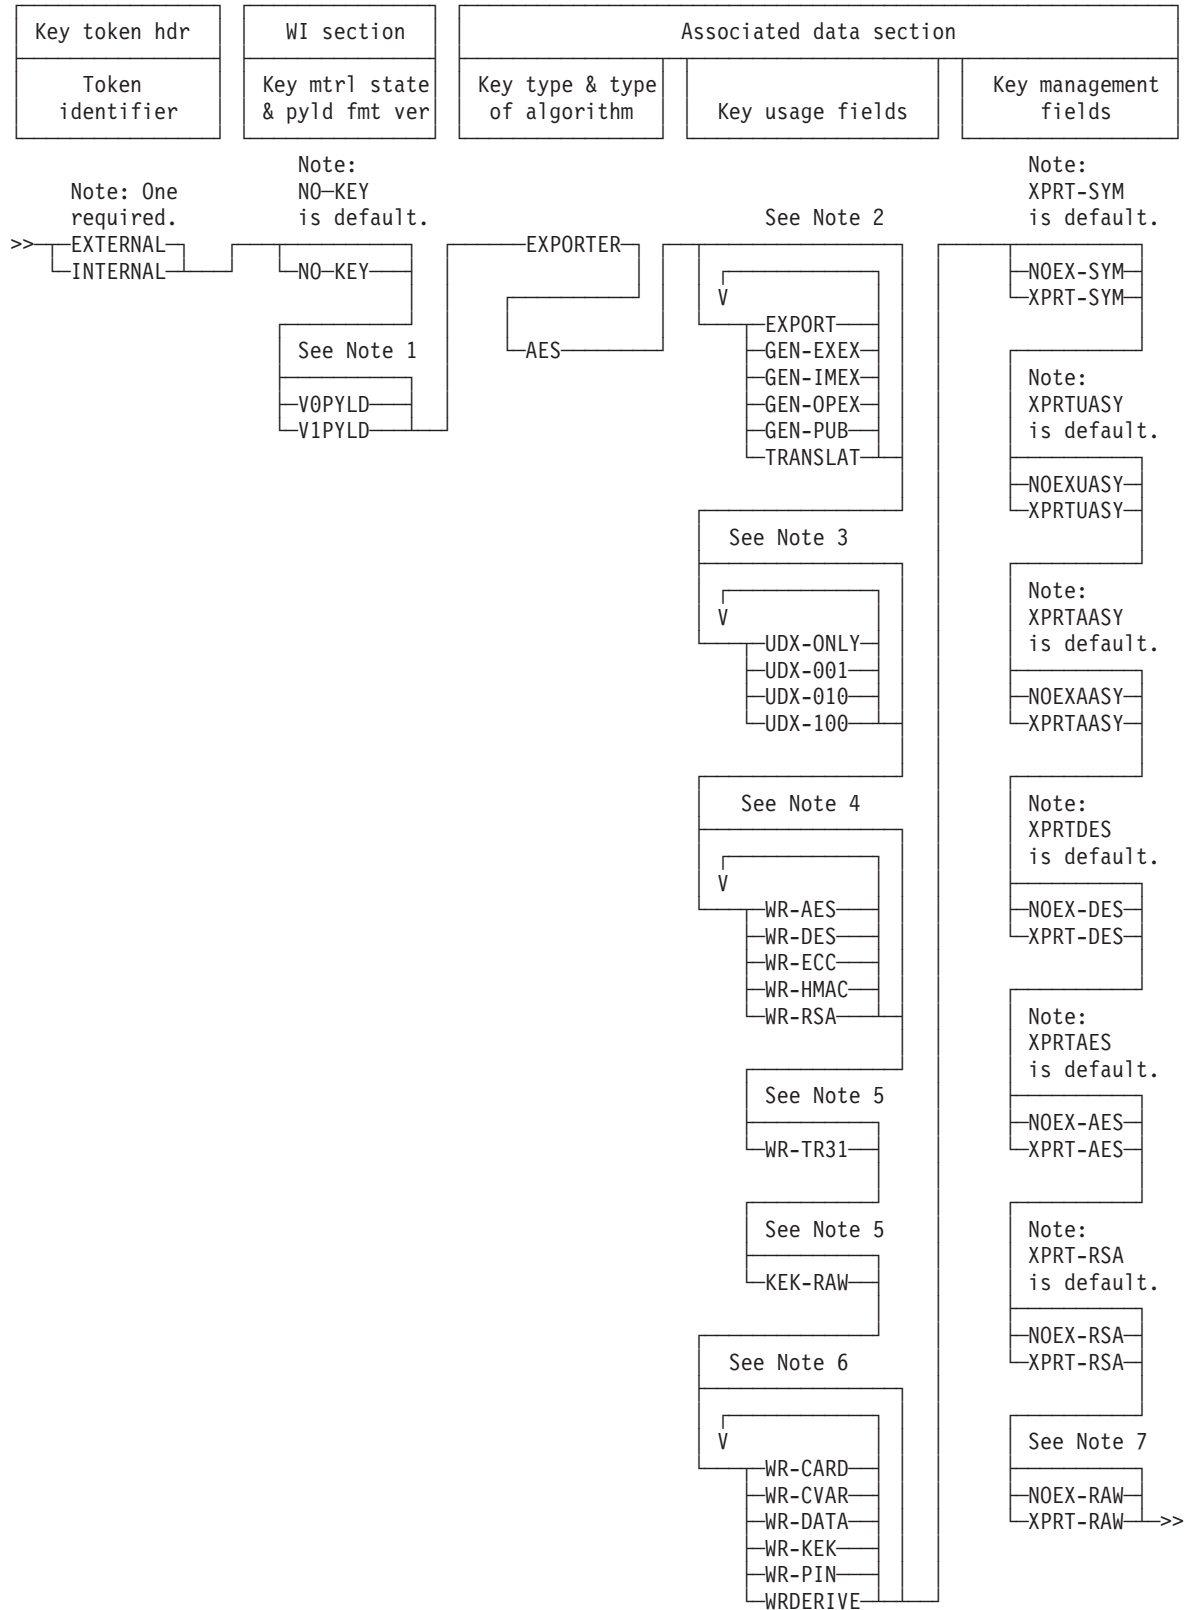 Key token hdr
WI section
Associated data section
Token
identifier
Key mtrl state
& pyld fmt ver
Key type & type
of algorithm
Key usage fields
Key management
fields
Note: One
required.
>>
EXTERNAL
INTERNAL
Note:
NO-KEY
is default.
NO-KEY
See Note 1
V0PYLD
V1PYLD
EXPORTER
AES
See Note 2
V
EXPORT
GEN-EXEX
GEN-IMEX
GEN-OPEX
GEN-PUB
TRANSLAT
See Note 3
V
UDX-ONLY
UDX-001
UDX-010
UDX-100
See Note 4
V
WR-AES
WR-DES
WR-ECC
WR-HMAC
WR-RSA
See Note 5
WR-TR31
See Note 5
KEK-RAW
See Note 6
V
WR-CARD
WR-CVAR
WR-DATA
WR-KEK
WR-PIN
WRDERIVE
Note:
XPRT-SYM
is default.
NOEX-SYM
XPRT-SYM
Note:
XPRTUASY
is default.
NOEXUASY
XPRTUASY
Note:
XPRTAASY
is default.
NOEXAASY
XPRTAASY
Note:
XPRTDES
is default.
NOEX-DES
XPRT-DES
Note:
XPRTAES
is default.
NOEX-AES
XPRT-AES
Note:
XPRT-RSA
is default.
NOEX-RSA
XPRT-RSA
See Note 7
NOEX-RAW
XPRT-RAW
>>